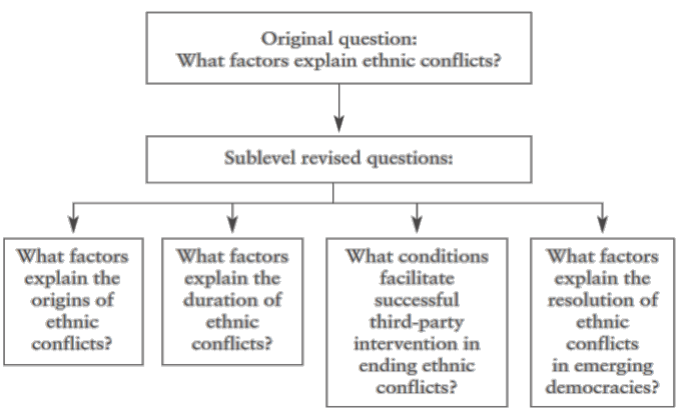 Original question:
What factors explain ethnic conflicts?
Sublevel revised questions:
What factors
explain the
origins of
ethnic
conflicts?
What factors
explain the
duration of
ethnic
conflicts?
What conditions
facilitate
successful
third-party
intervention in
ending ethnic
conflicts?
What factors
explain the
resolution of
ethnic
conflicts
in emerging
democracies?